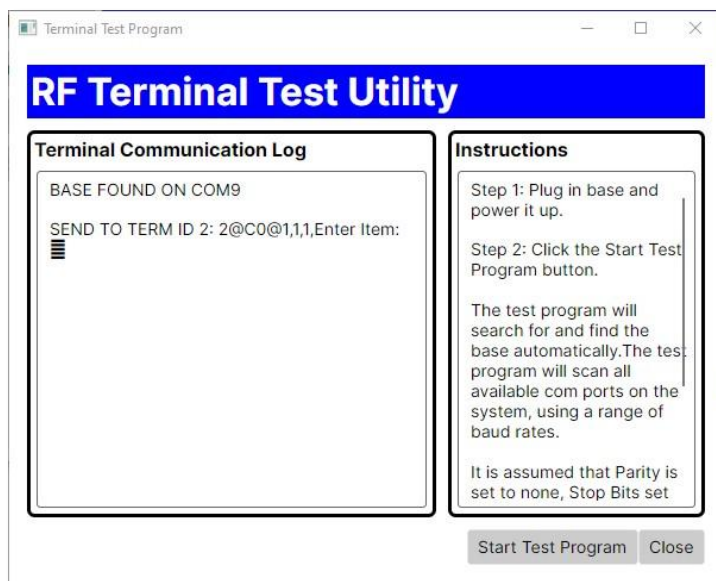 Terminal Test Program
RF Terminal Test Utility
Terminal Communication Log
BASE FOUND ON COM9
SEND TO TERM ID 2: 2@C0@1,1,1,Enter Item:
Instructions
Step 1: Plug in base and
power it up.
Step 2: Click the Start Test
Program button.
The test program will
search for and find the
base automatically.The test
program will scan all
available com ports on the
system, using a range of
baud rates.
It is assumed that Parity is
set to none, Stop Bits set
Start Test Program
Close